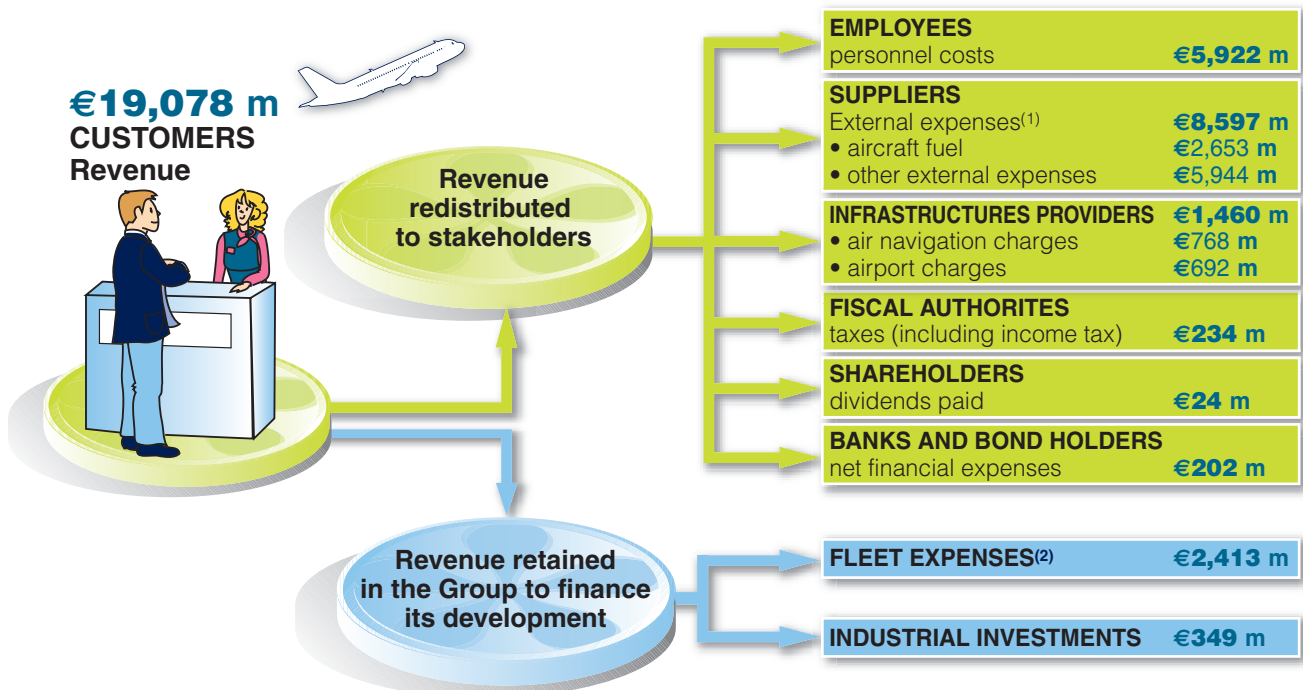 €19,078 m
CUSTOMERS
Revenue
Revenue
redistributed
to stakeholders
EMPLOYEES
personnel costs €5,922 m
SUPPLIERS
External expenses(1) €8,597 m
• aircraft fuel €2,653 m
• other external expenses €5,944 m
INFRASTRUCTURES PROVIDERS €1,460 m
• air navigation charges €768 m
• airport charges €692 m
FISCAL AUTHORITES
taxes (including income tax) €234 m
SHAREHOLDERS
dividends paid €24 m
BANKS AND BOND HOLDERS
net financial expenses €202 m
Revenue retained
in the Group to finance
its development
FLEET EXPENSES(2) €2,413 m
INDUSTRIAL INVESTMENTS €349 m